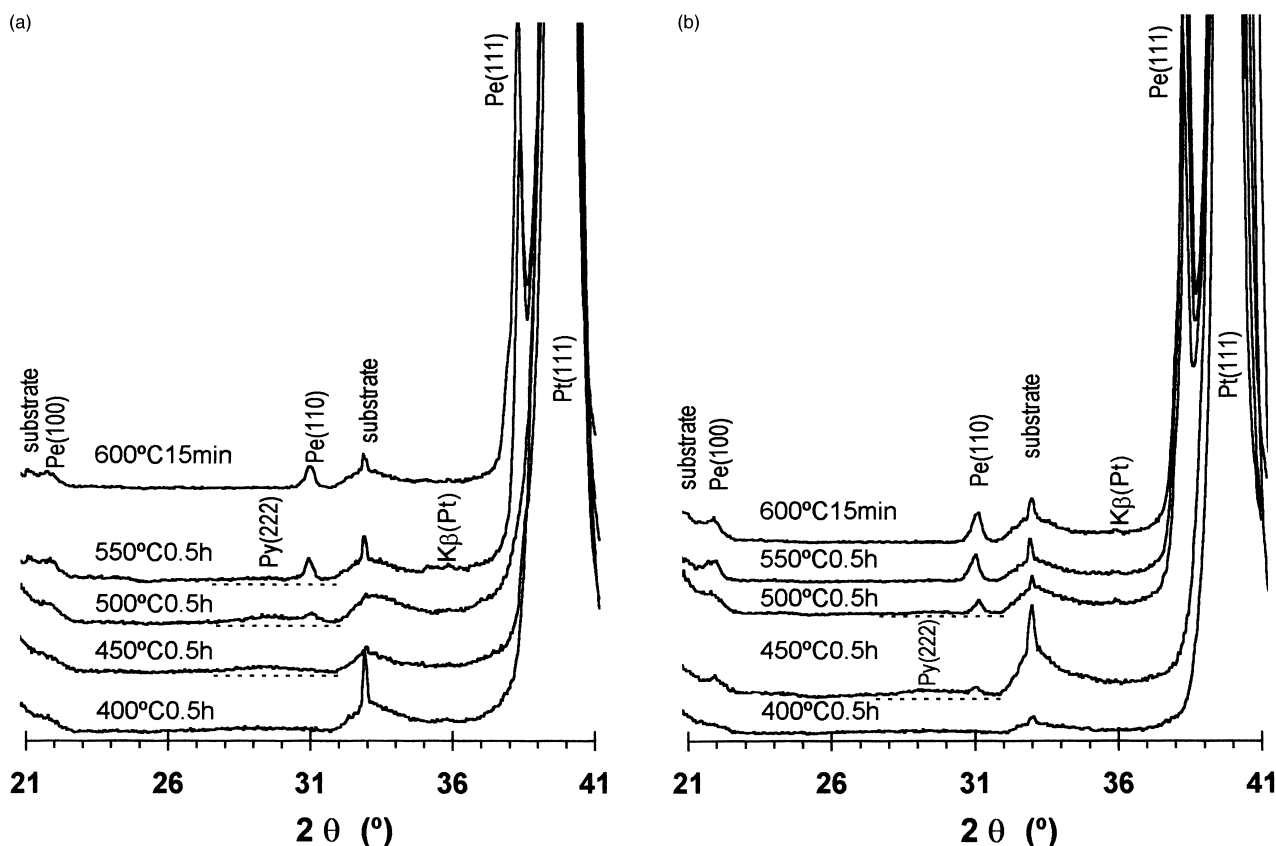 (a)
Pe(111)
Pt(111)
substrate
Pe(100)
600ºC15min
Pe(110)
substrate
Py(222)
Kβ(Pt)
550ºC0.5h
500ºC0.5h
450ºC0.5h
400ºC0.5h
21 26 31 36 41
2 θ (º)
(b)
Pe(111)
Pt(111)
substrate
Pe(100)
Pe(110)
substrate
Kβ(Pt)
600ºC15min
550ºC0.5h
500ºC0.5h
450ºC0.5h
Py(222)
400ºC0.5h
21 26 31 36 41
2 θ (º)